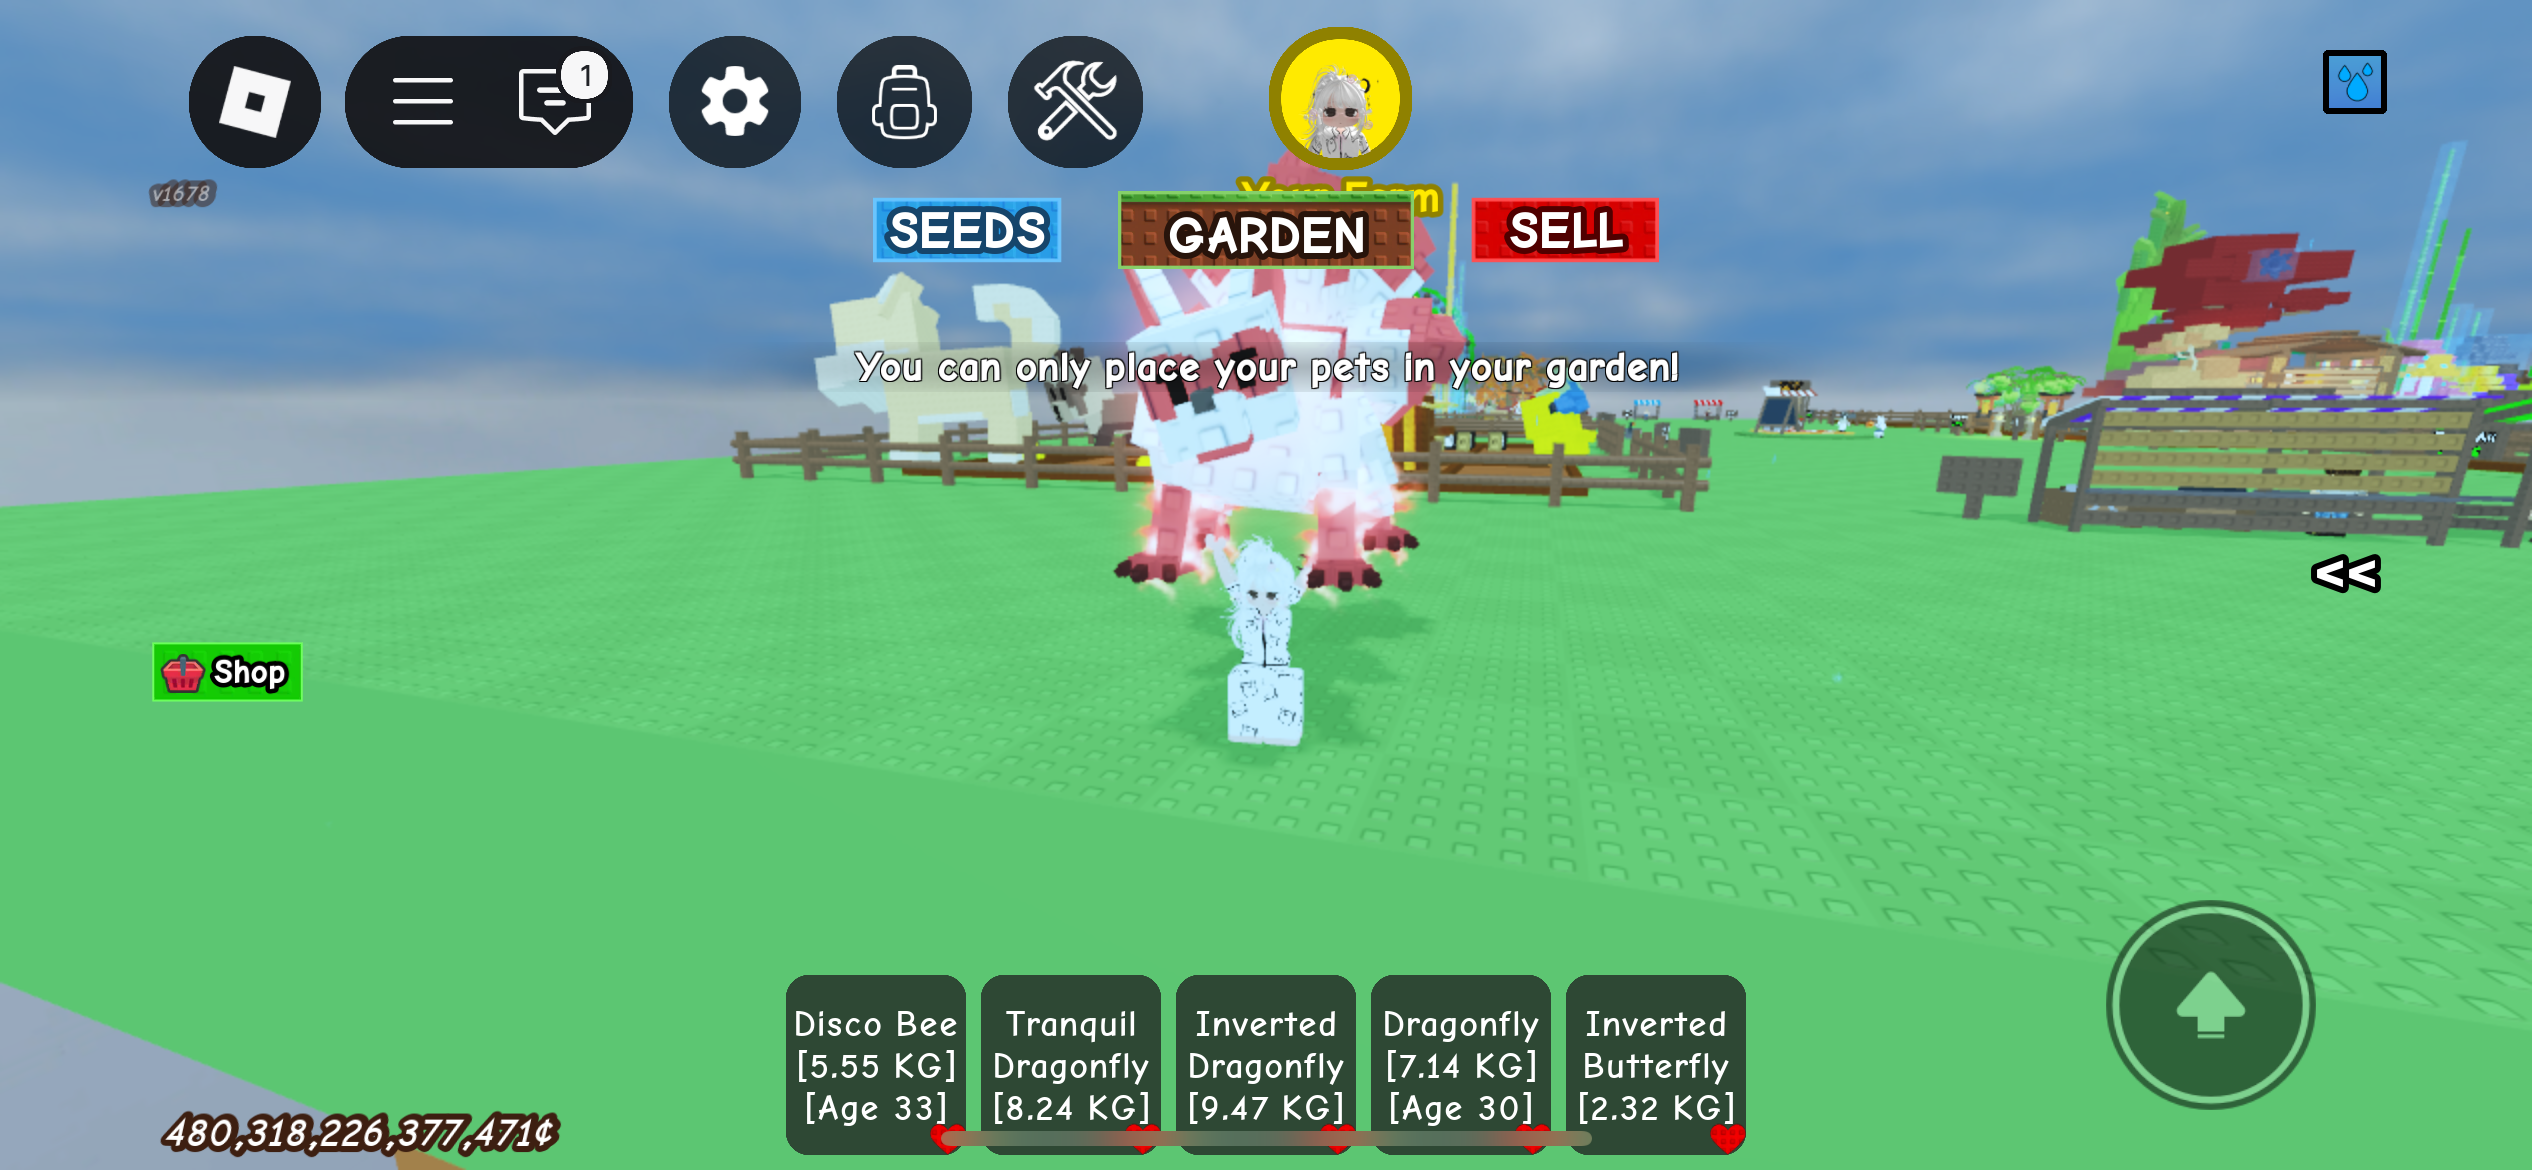 1
v1678
Your Farm
SEEDS
GARDEN
SELL
You can only place your pets in your garden!
<<
Shop
Disco Bee
[5.55 KG]
[Age 33]
Tranquil
Dragonfly
[8.24 KG]
Inverted
Dragonfly
[9.47 KG]
Dragonfly
[7.14 KG]
[Age 30]
Inverted
Butterfly
[2.32 KG]
480,318,226,377,471¢